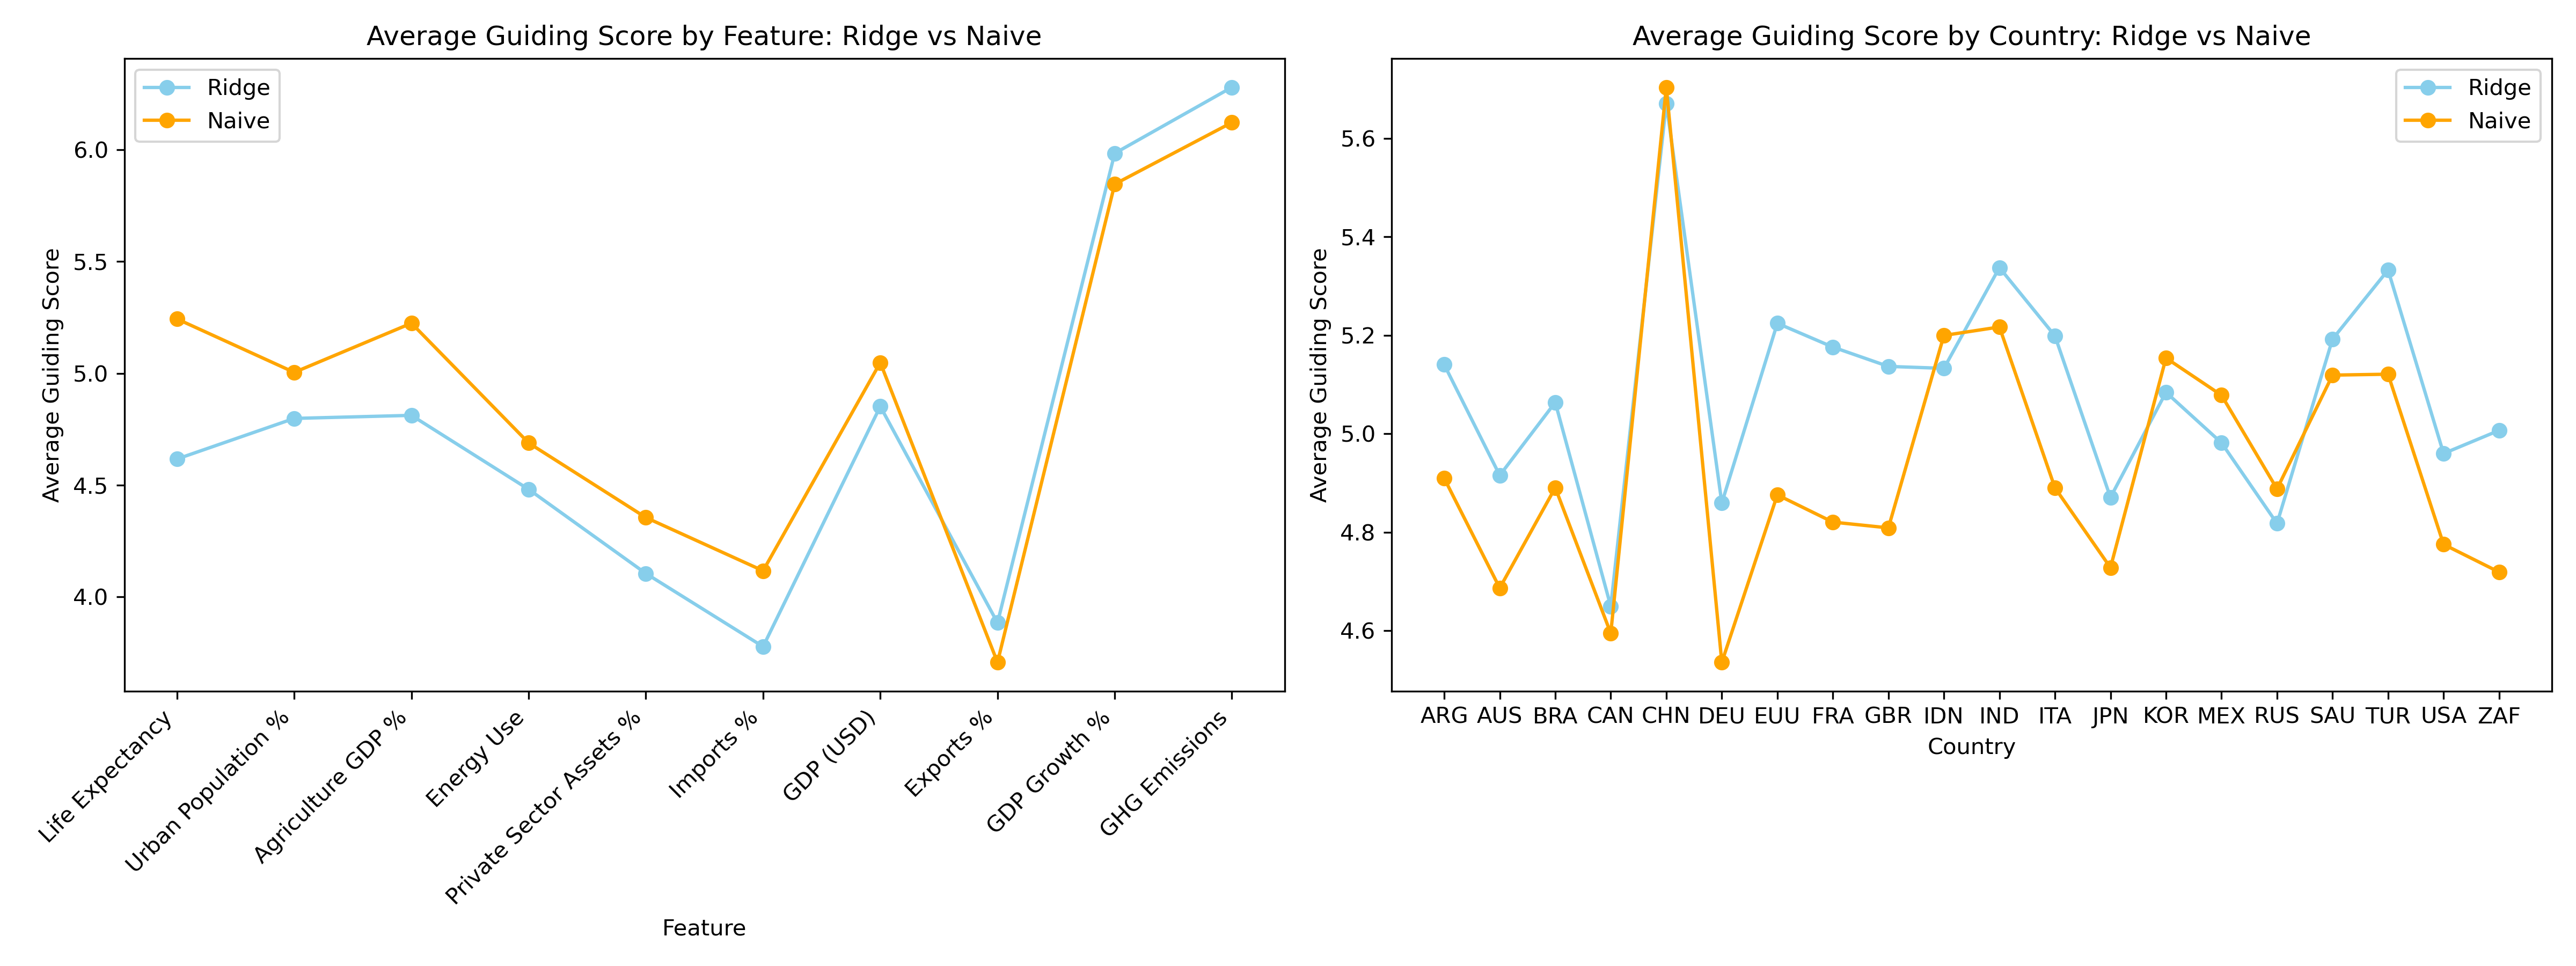 Average Guiding Score by Feature: Ridge vs Naive
Ridge
Naive
Average Guiding Score
6.0
5.5
5.0
4.5
4.0
Life Expectancy
Urban Population %
Agriculture GDP %
Energy Use
Private Sector Assets %
Imports %
GDP (USD)
Exports %
GDP Growth %
GHG Emissions
Feature
Average Guiding Score by Country: Ridge vs Naive
Ridge
Naive
Average Guiding Score
5.6
5.4
5.2
5.0
4.8
4.6
ARG AUS BRA CAN CHN DEU EUU FRA GBR IDN IND ITA JPN KOR MEX RUS SAU TUR USA ZAF
Country